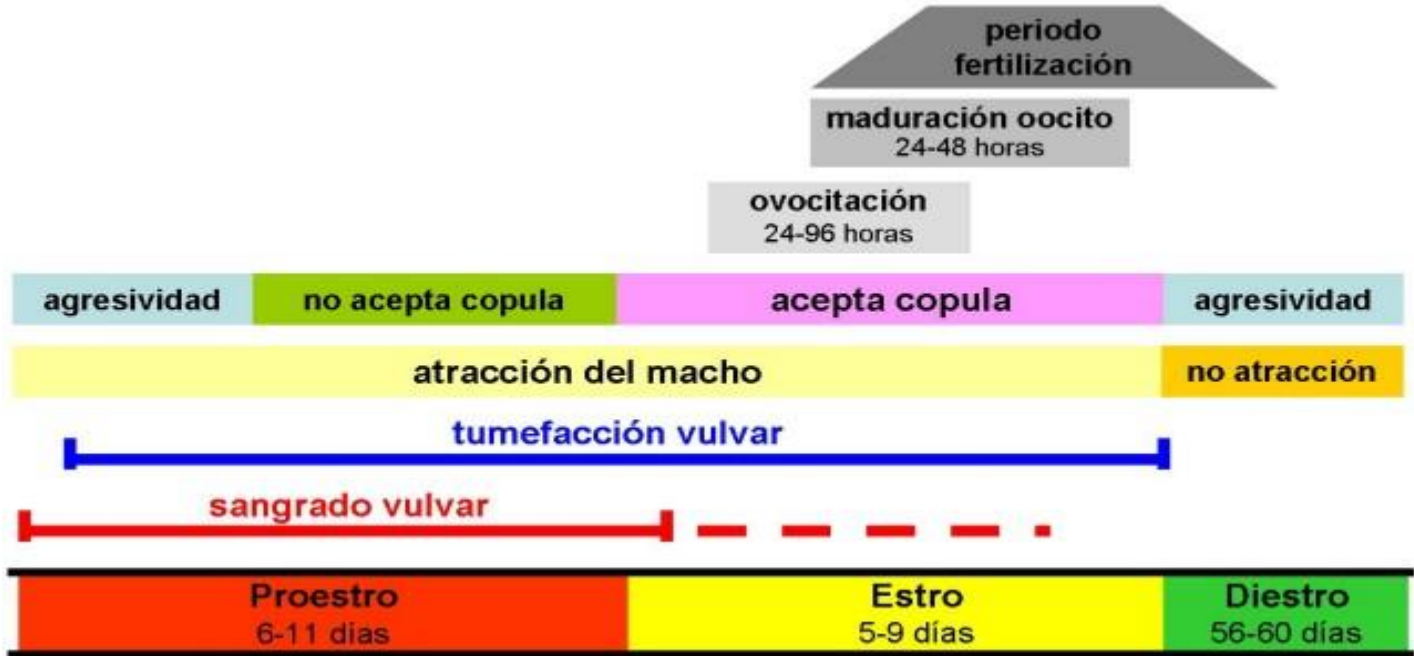 periodo
fertilización
maduración oocito
24-48 horas
ovocitación
24-96 horas
agresividad no acepta copula acepta copula agresividad
atracción del macho no atracción
tumefacción vulvar
sangrado vulvar
Proestro Estro Diestro
6-11 días 5-9 días 56-60 días